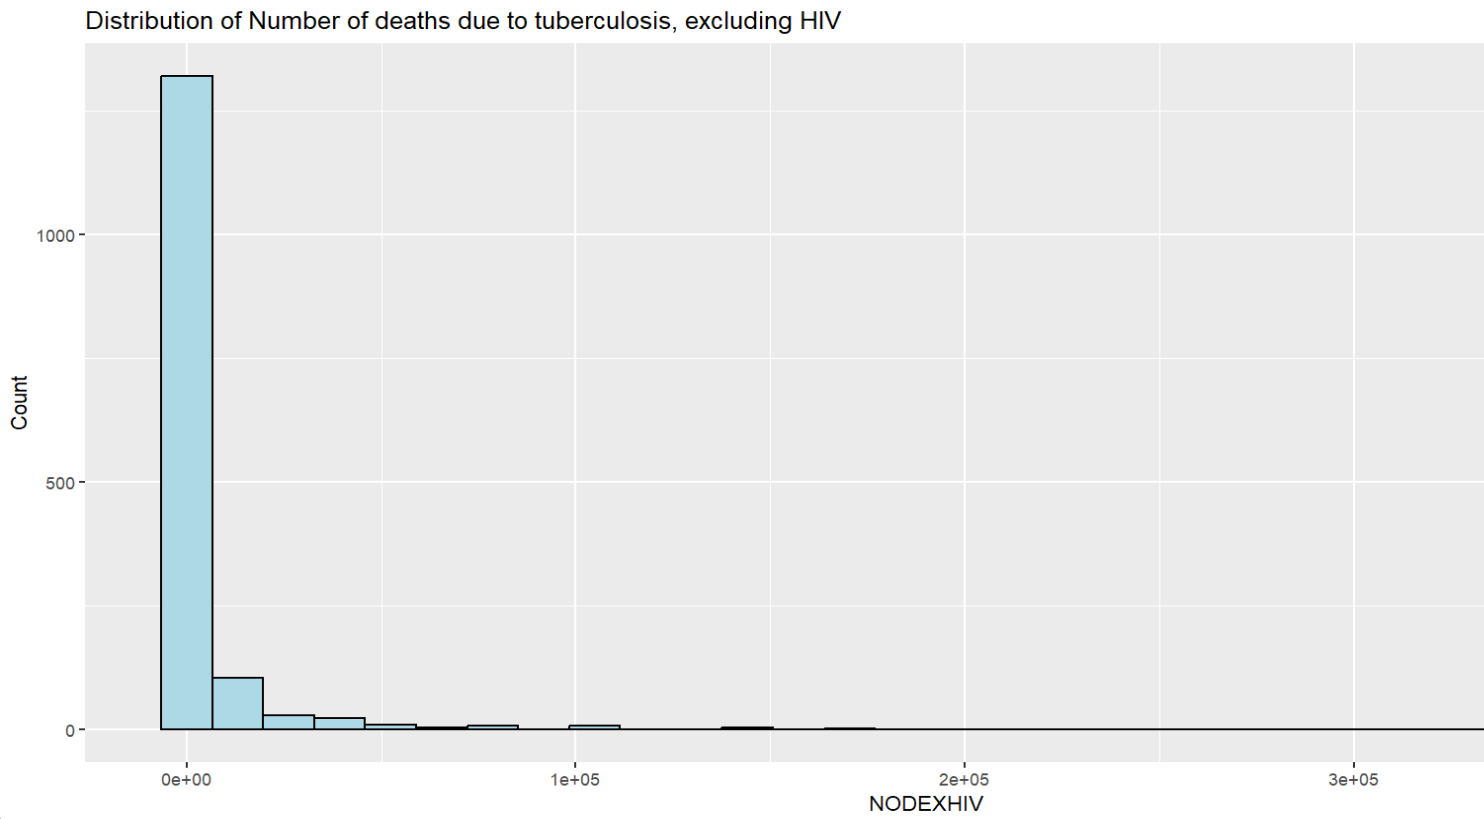 Distribution of Number of deaths due to tuberculosis, excluding HIV
Count
1000
500
0
0e+00 1e+05 2e+05 3e+05
NODEXHIV